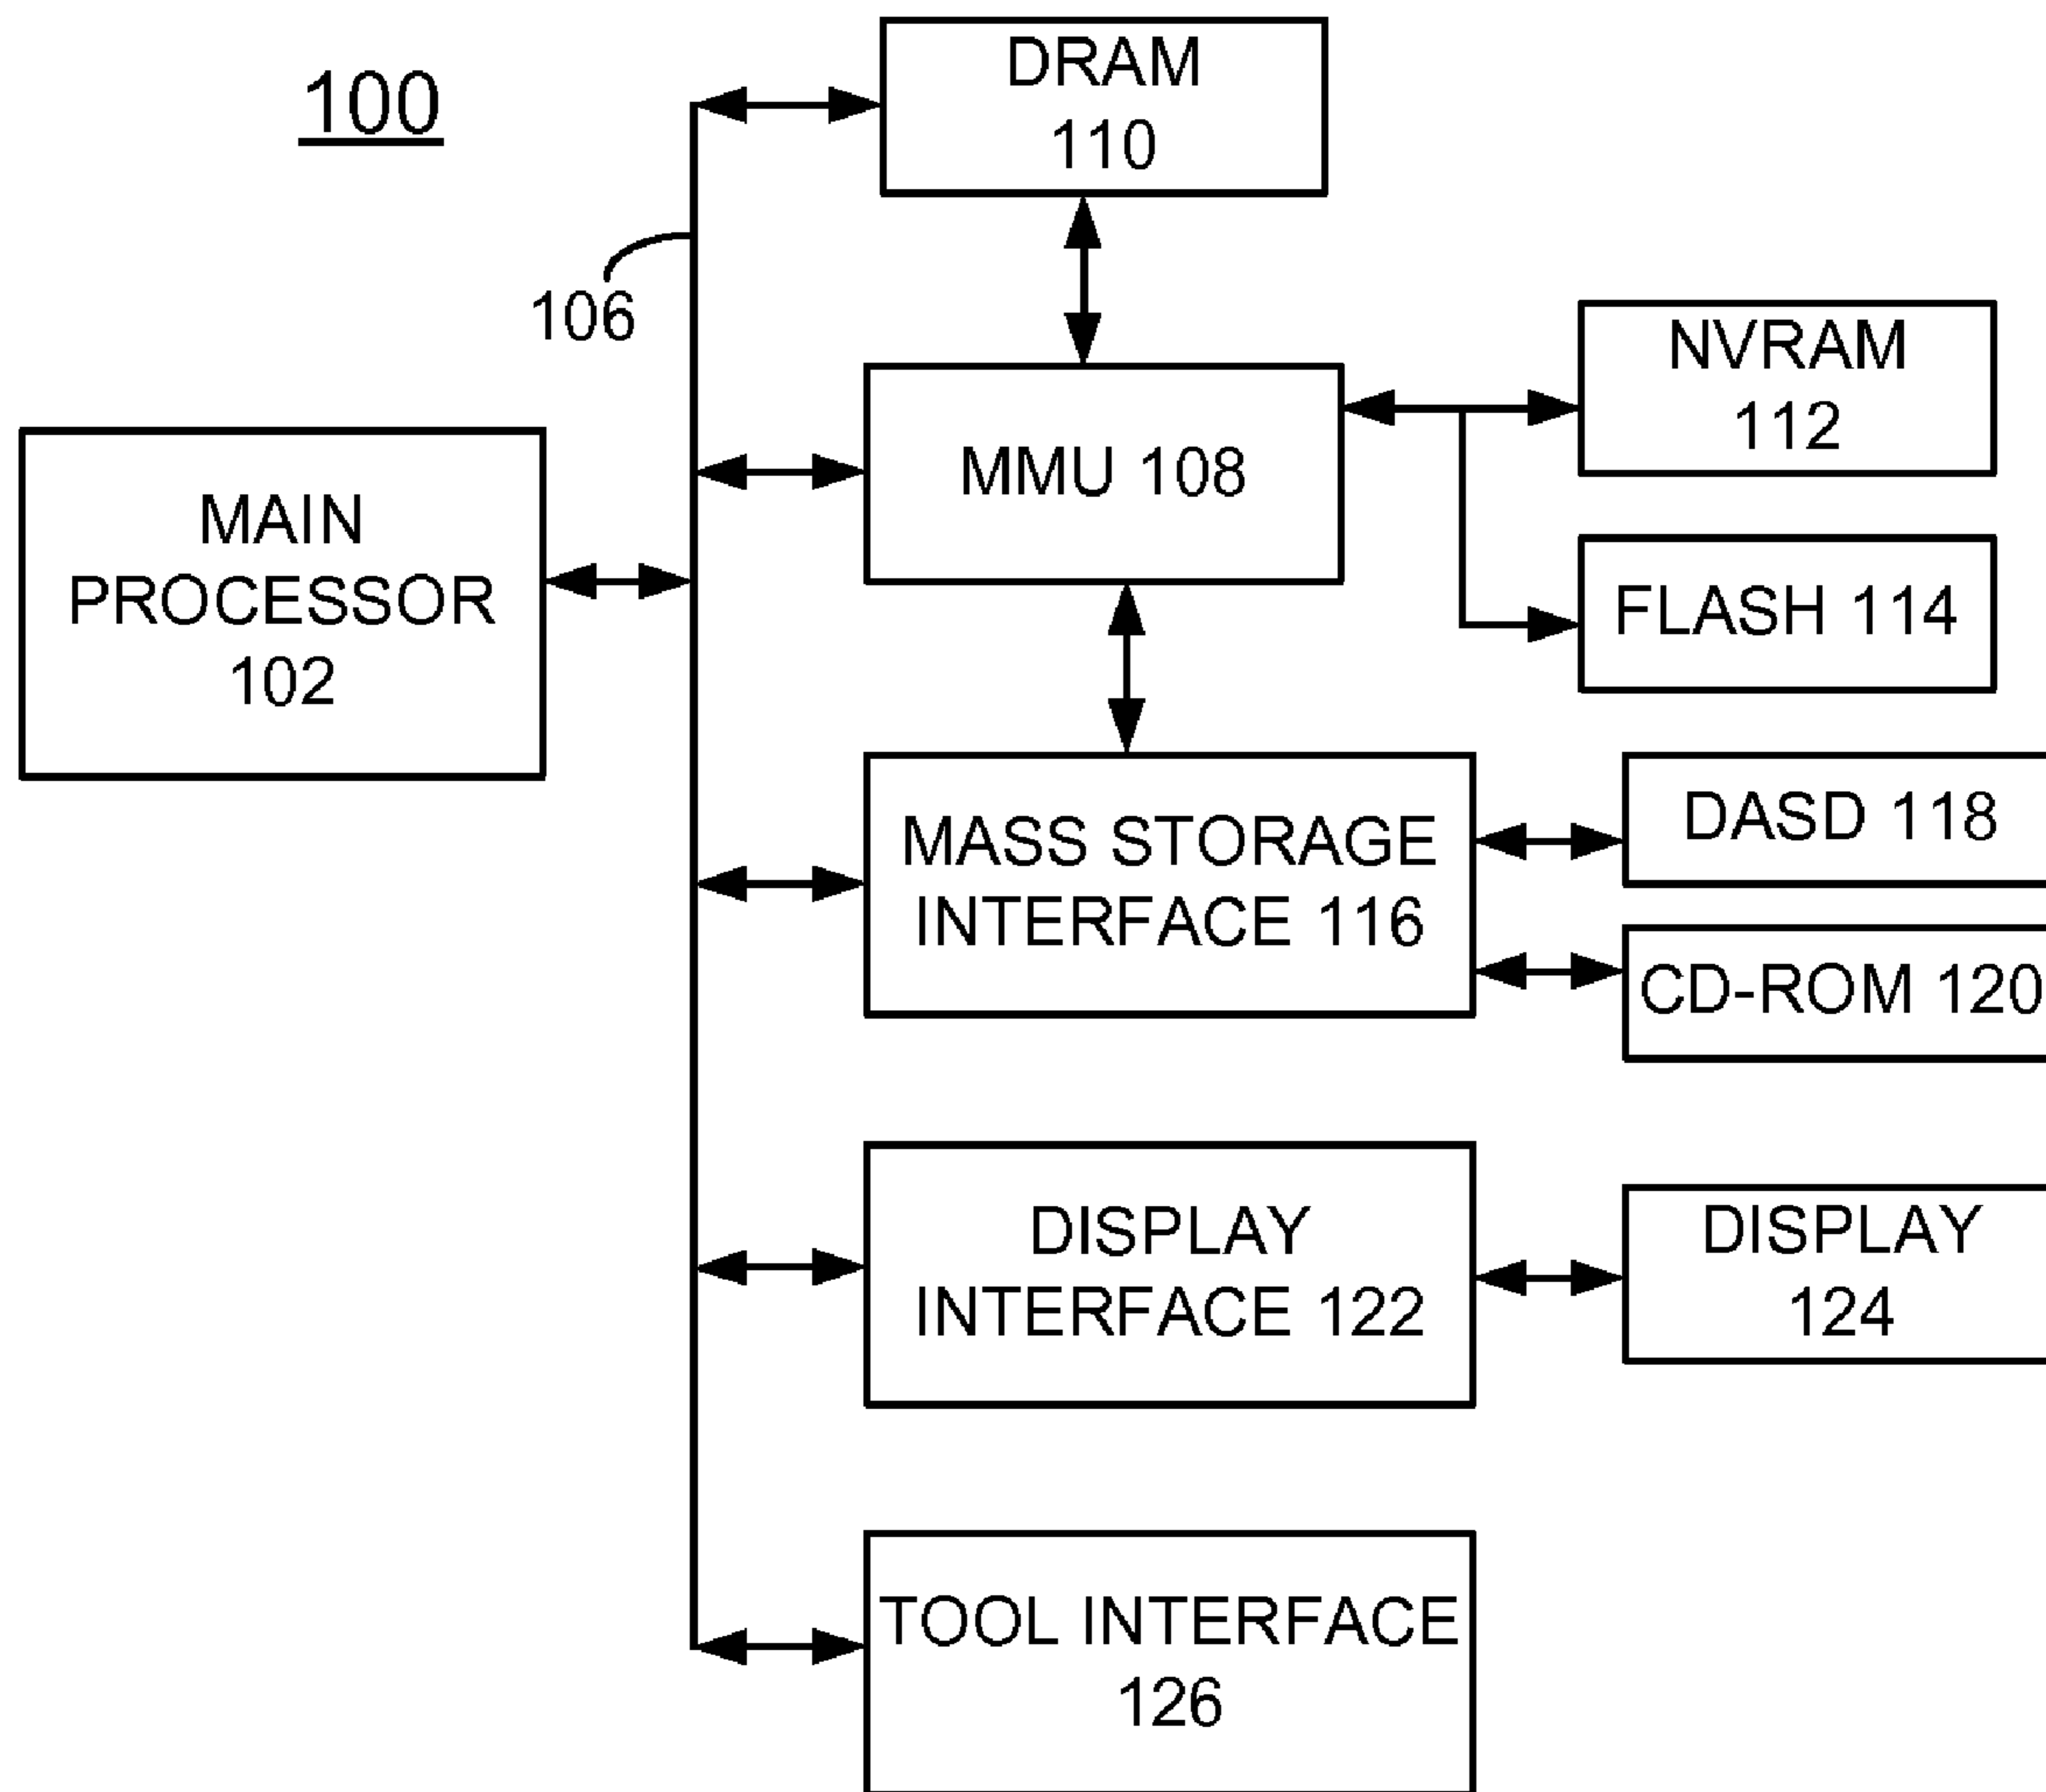 100
DRAM
110
106
NVRAM
112
MMU 108
MAIN
PROCESSOR
102
FLASH 114
MASS STORAGE
INTERFACE 116
DASD 118
CD-ROM 120
DISPLAY
INTERFACE 122
DISPLAY
124
TOOL INTERFACE
126